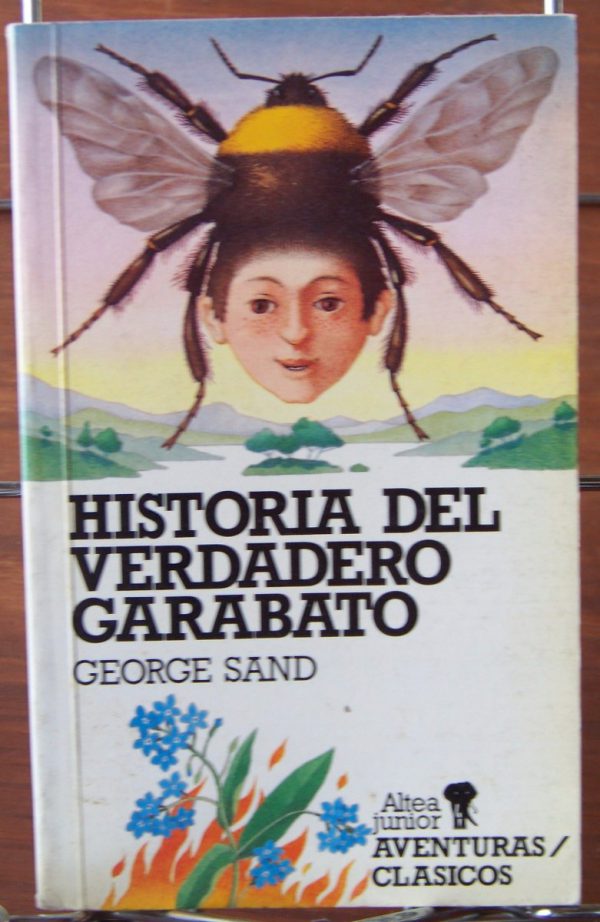 HISTORIA DEL
VERDADERO
GARABATO
GEORGE SAND
Altea
junior
AVENTURAS/
CLASICOS